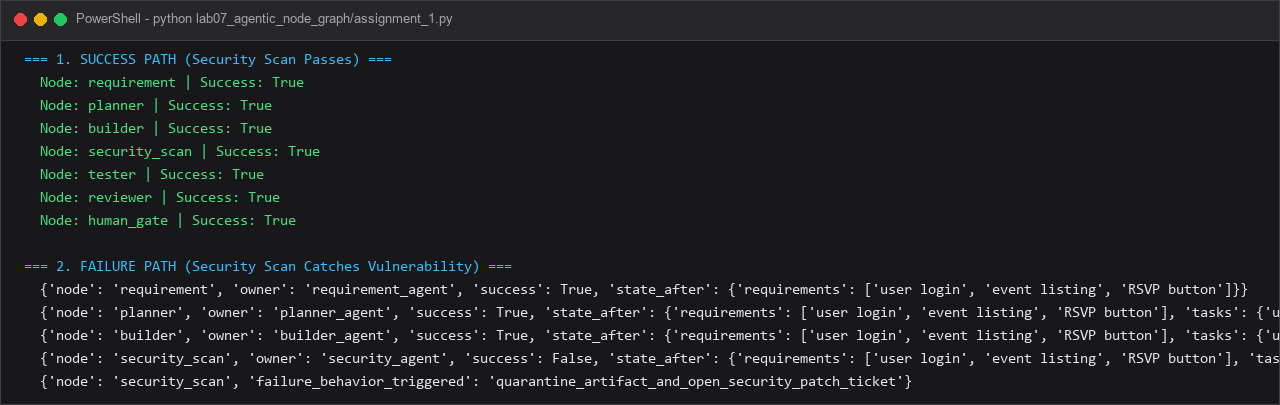 PowerShell - python lab07_agentic_node_graph/assignment_1.py
=== 1. SUCCESS PATH (Security Scan Passes) ===
Node: requirement | Success: True
Node: planner | Success: True
Node: builder | Success: True
Node: security_scan | Success: True
Node: tester | Success: True
Node: reviewer | Success: True
Node: human_gate | Success: True
=== 2. FAILURE PATH (Security Scan Catches Vulnerability) ===
{'node': 'requirement', 'owner': 'requirement_agent', 'success': True, 'state_after': {'requirements': ['user login', 'event listing', 'RSVP button']}}
{'node': 'planner', 'owner': 'planner_agent', 'success': True, 'state_after': {'requirements': ['user login', 'event listing', 'RSVP button'], 'tasks': {'u
{'node': 'builder', 'owner': 'builder_agent', 'success': True, 'state_after': {'requirements': ['user login', 'event listing', 'RSVP button'], 'tasks': {'u
{'node': 'security_scan', 'owner': 'security_agent', 'success': False, 'state_after': {'requirements': ['user login', 'event listing', 'RSVP button'], 'tas
{'node': 'security_scan', 'failure_behavior_triggered': 'quarantine_artifact_and_open_security_patch_ticket'}